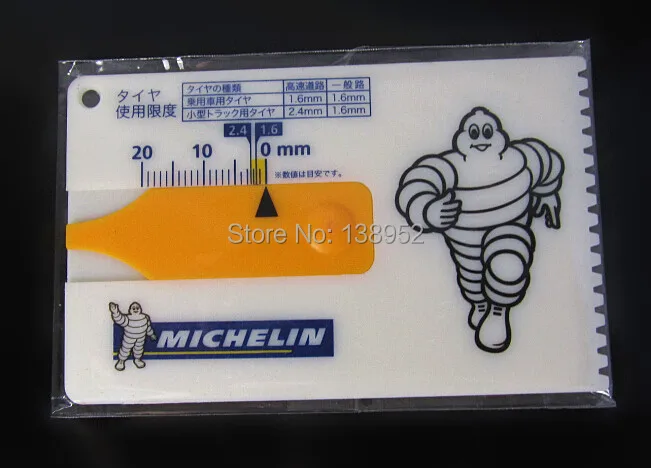 タイヤ
使用限度
タイヤの種類 高速道路 一般路
乗用車用タイヤ 1.6mm 1.6mm
小型トラック用タイヤ 2.4mm 1.6mm
2.4 1.6
20 10 0 mm
※数値は目安です。
Store No: 138952
MICHELIN